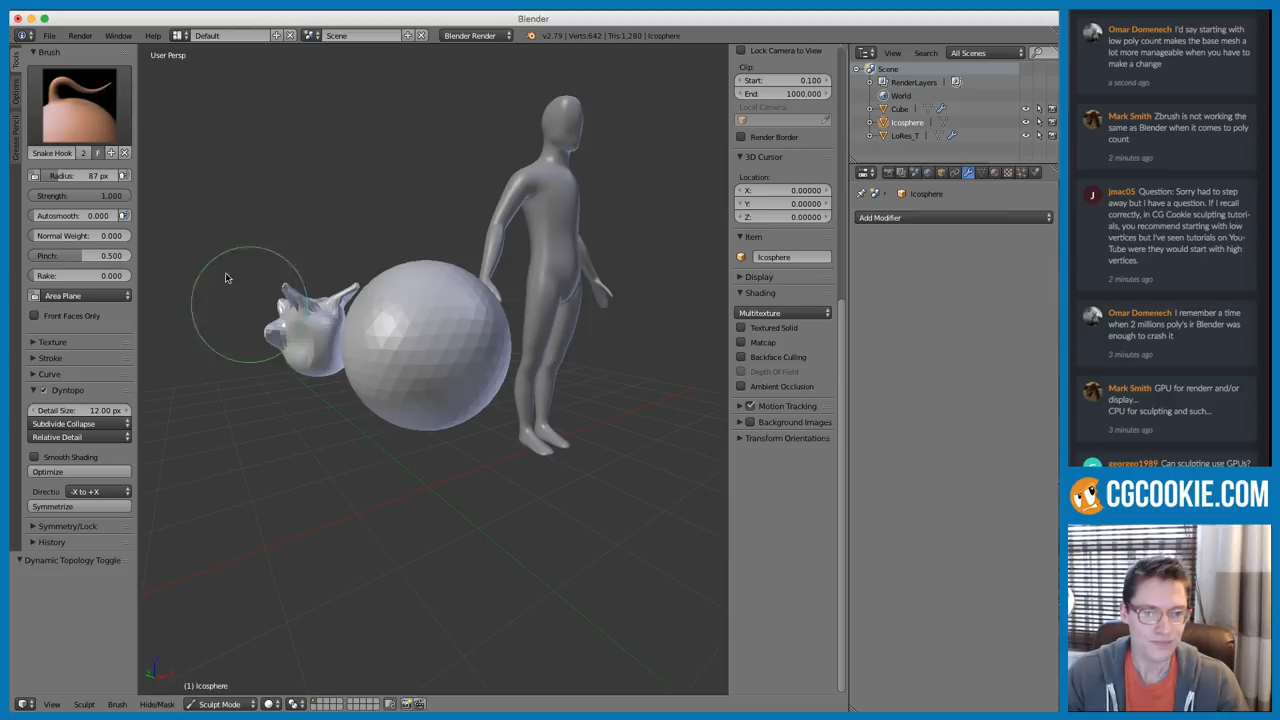 Blender
File Render Window Help Default Scene Blender Render v2.79 | Verts:642 | Tris:1,280 | Icosphere
Tools
Options
Grease Pencil
Brush
Snake Hook 2 F
Radius: 87 px
Strength: 1.000
Autosmooth: 0.000
Normal Weight: 0.000
Pinch: 0.500
Rake: 0.000
Area Plane
Front Faces Only
Texture
Stroke
Curve
Dyntopo
Detail Size: 12.00 px
Subdivide Collapse
Relative Detail
Smooth Shading
Optimize
Directio -X to +X
Symmetrize
Symmetry/Lock
History
Dynamic Topology Toggle
User Persp
(1) Icosphere
View Sculpt Brush Hide/Mask Sculpt Mode
Lock Camera to View
Clip:
Start: 0.100
End: 1000.000
Local Camera:
Render Border
3D Cursor
Location:
X: 0.00000
Y: 0.00000
Z: 0.00000
Item
Icosphere
Display
Shading
Multitexture
Textured Solid
Matcap
Backface Culling
Depth Of Field
Ambient Occlusion
Motion Tracking
Background Images
Transform Orientations
View Search All Scenes
Scene
RenderLayers
World
Cube
Icosphere
LoRes_T
Icosphere
Add Modifier
Omar Domenech I'd say starting with
low poly count makes the base mesh a
lot more manageable when you have to
make a change
a second ago
Mark Smith Zbrush is not working the
same as Blender when it comes to poly
count
2 minutes ago
J
jmac05 Question: Sorry had to step
away but I have a question. If I recall
correctly, in CG Cookie sculpting tutori-
als, you recommend starting with low
vertices but I've seen tutorials on You-
Tube were they would start with high
vertices.
2 minutes ago
Omar Domenech I remember a time
when 2 millions poly's ir Blender was
enough to crash it
3 minutes ago
Mark Smith GPU for renderr and/or
display...
CPU for sculpting and such...
3 minutes ago
georgeo1989 Can sculpting use GPUs?
CGCOOKIE.COM